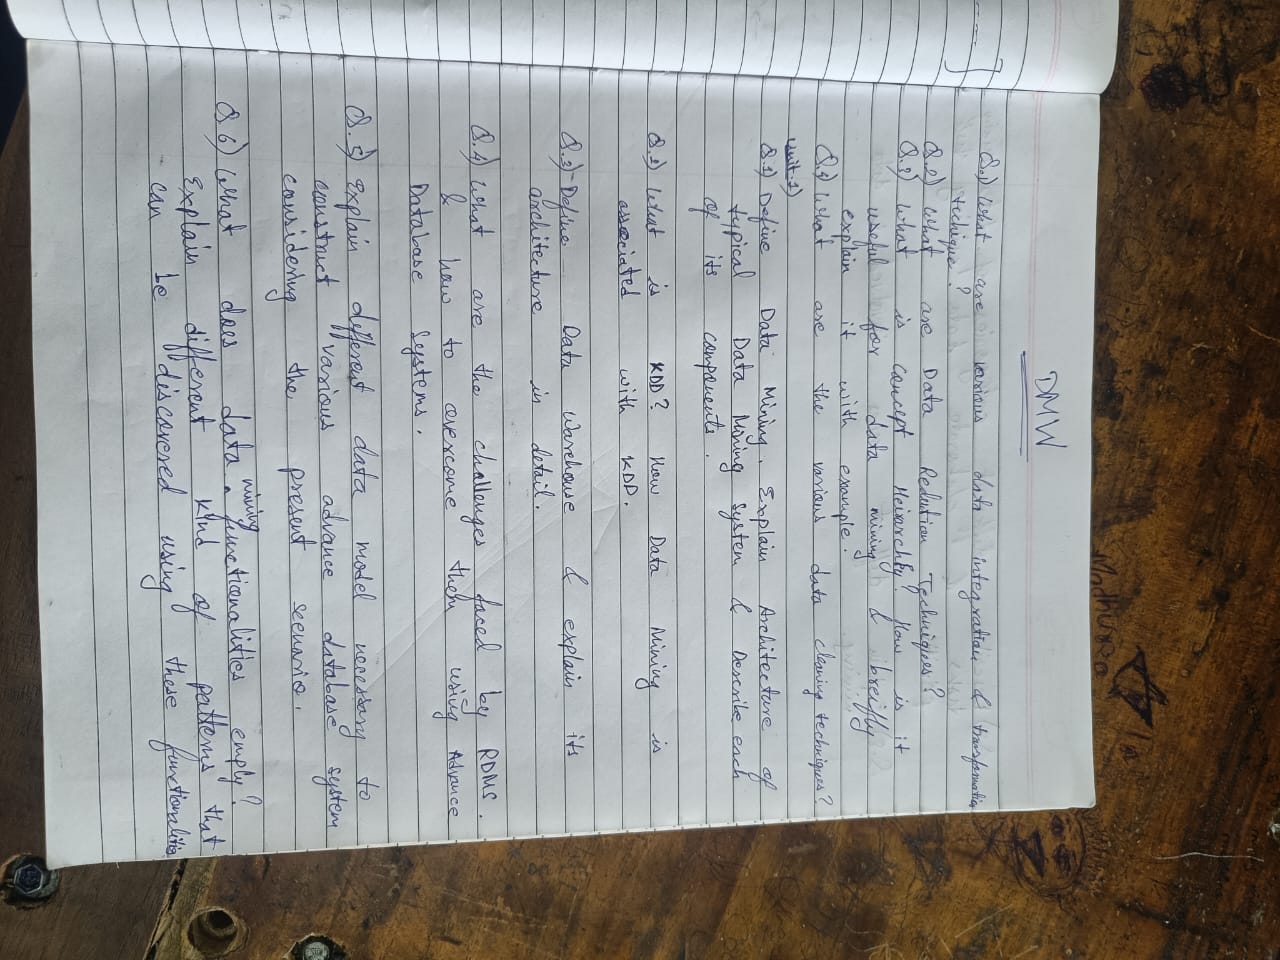 Madhura
DMW
Q.1) What are various data integration & transformation
techique?
Q.2) What are Data Redution Techniques?
Q.3) What is concept Heirarchy? How is it
useful for data mining & breifly
explain it with example.
Q.4) What are the various data cleaning techniques?
Unit.1)
Q.1) Define Data Mining. Explain Architecture of
typical Data Mining System & Describe each
of its components.
Q.2) What is KDD? How Data Mining is
associated with KDD.
Q.3) Define Data Warehouse & explain its
architecture in detail.
Q.4) What are the challenges faced by RDMS.
& how to overcome them using Advance
Database Systems.
Q.5) Explain different data model necessary to
construct various advance database system
considering the present scenario.
Q.6) What does data mining functionalities emply?
Explain different kind of patterns that
can be discovered using these functionalitie